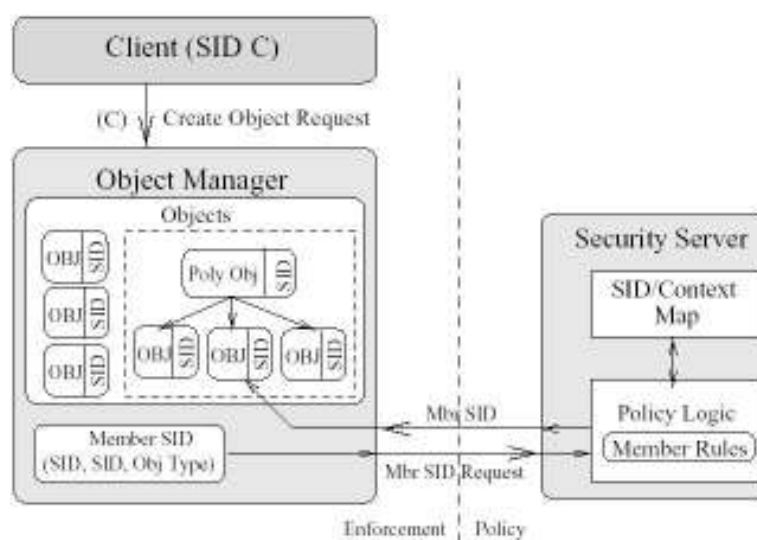 Client (SID C)
(C) Create Object Request
Object Manager
Objects
OBJ SID
OBJ SID
OBJ SID
Poly Obj SID
OBJ SID
OBJ SID
OBJ SID
Member SID
(SID, SID, Obj Type)
Mbr SID
Mbr SID Request
Security Server
SID/Context
Map
Policy Logic
Member Rules
Enforcement
Policy